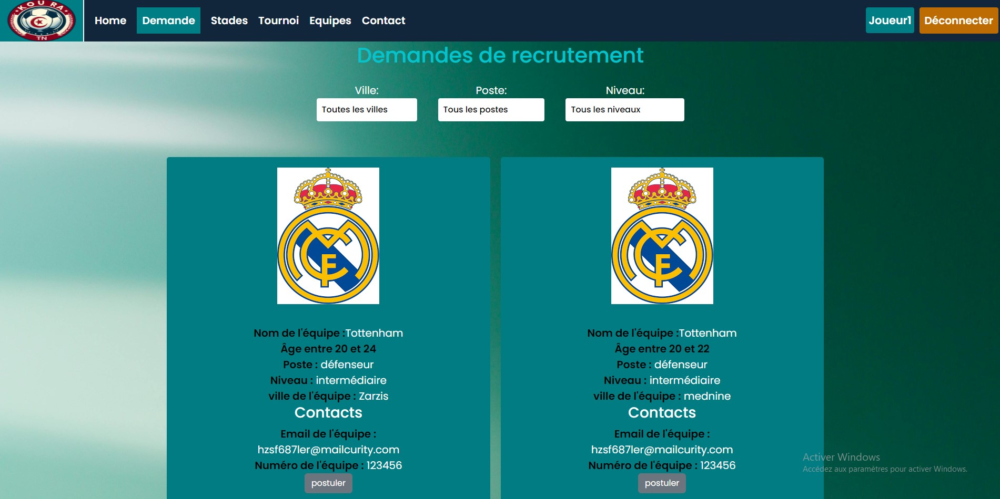 KOU RA
TN
Home Demande Stades Tournoi Equipes Contact Joueur1 Déconnecter
Demandes de recrutement
Ville: Poste: Niveau:
Toutes les villes Tous les postes Tous les niveaux
Nom de l'équipe :Tottenham
Âge entre 20 et 24
Poste : défenseur
Niveau : intermédiaire
ville de l'équipe : Zarzis
Contacts
Email de l'équipe :
hzsf687ler@mailcurity.com
Numéro de l'équipe : 123456
postuler
Nom de l'équipe :Tottenham
Âge entre 20 et 22
Poste : défenseur
Niveau : intermédiaire
ville de l'équipe : mednine
Contacts
Email de l'équipe :
hzsf687ler@mailcurity.com
Numéro de l'équipe : 123456
postuler
Activer Windows
Accédez aux paramètres pour activer Windows.